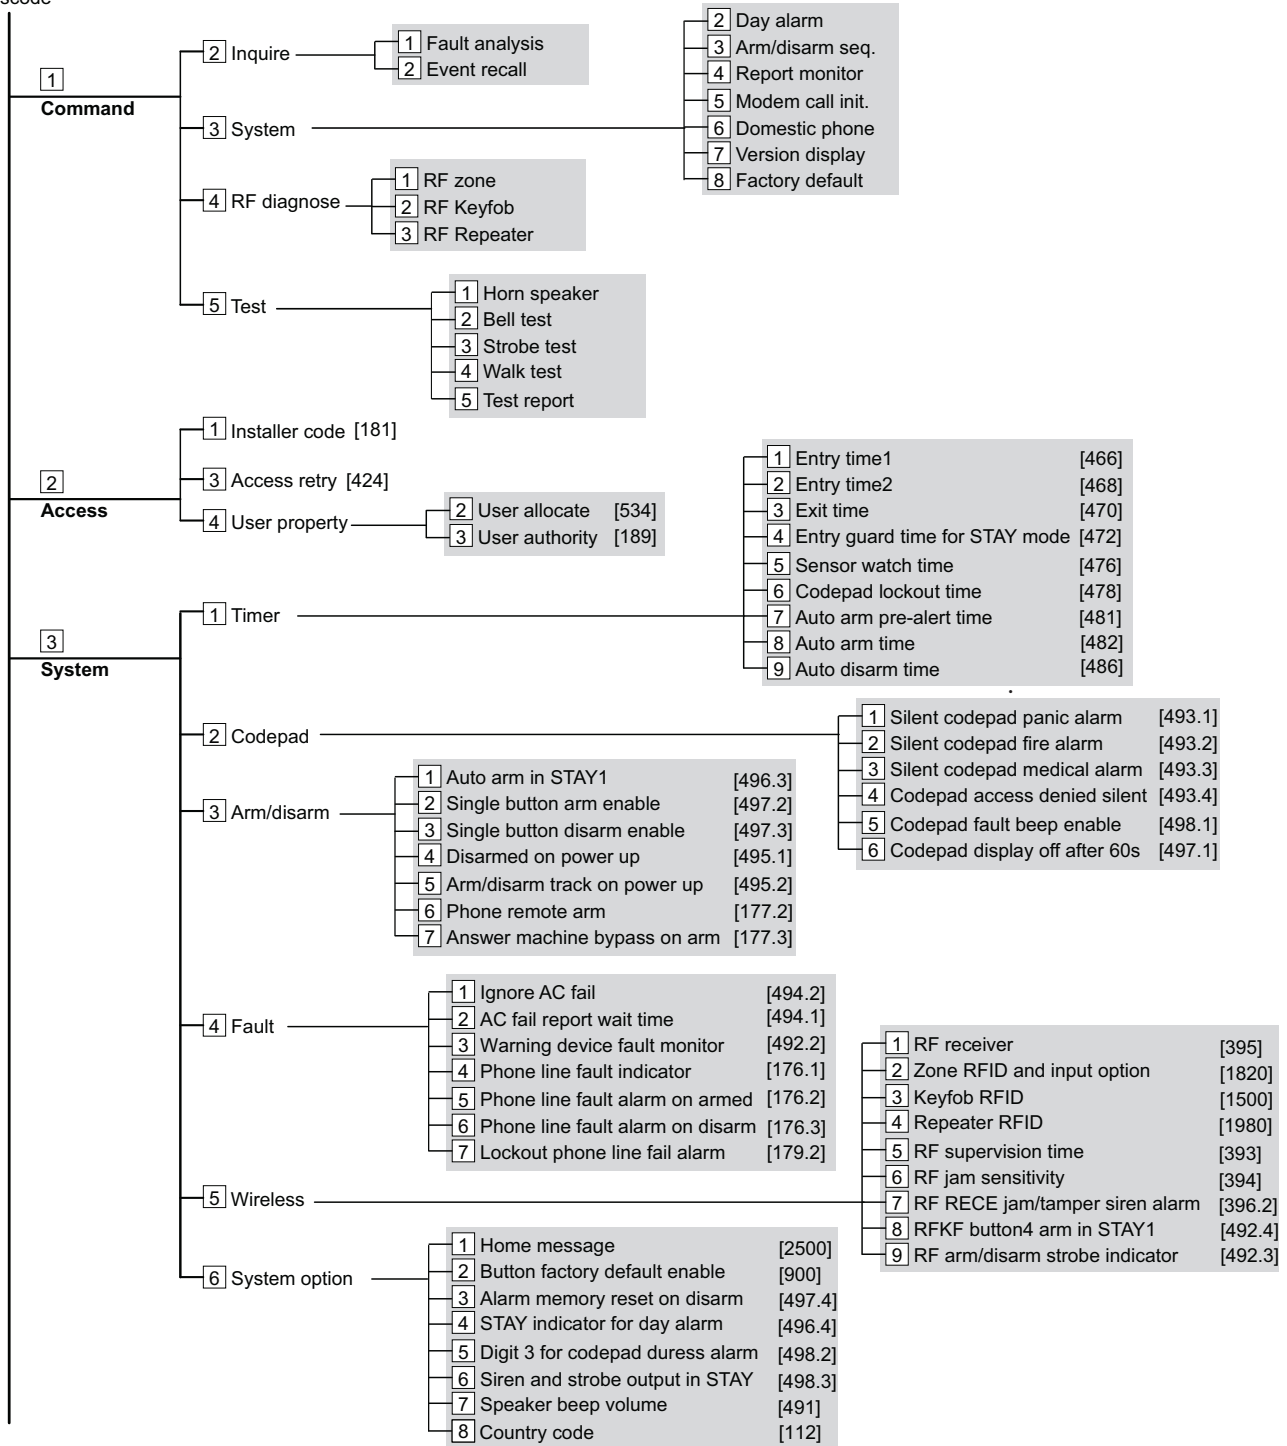 scode
1
Command
2 Inquire
1 Fault analysis
2 Event recall
3 System
2 Day alarm
3 Arm/disarm seq.
4 Report monitor
5 Modem call init.
6 Domestic phone
7 Version display
8 Factory default
4 RF diagnose
1 RF zone
2 RF Keyfob
3 RF Repeater
5 Test
1 Horn speaker
2 Bell test
3 Strobe test
4 Walk test
5 Test report
2
Access
1 Installer code [181]
3 Access retry [424]
4 User property
2 User allocate [534]
3 User authority [189]
3
System
1 Timer
1 Entry time1 [466]
2 Entry time2 [468]
3 Exit time [470]
4 Entry guard time for STAY mode [472]
5 Sensor watch time [476]
6 Codepad lockout time [478]
7 Auto arm pre-alert time [481]
8 Auto arm time [482]
9 Auto disarm time [486]
2 Codepad
1 Silent codepad panic alarm [493.1]
2 Silent codepad fire alarm [493.2]
3 Silent codepad medical alarm [493.3]
4 Codepad access denied silent [493.4]
5 Codepad fault beep enable [498.1]
6 Codepad display off after 60s [497.1]
3 Arm/disarm
1 Auto arm in STAY1 [496.3]
2 Single button arm enable [497.2]
3 Single button disarm enable [497.3]
4 Disarmed on power up [495.1]
5 Arm/disarm track on power up [495.2]
6 Phone remote arm [177.2]
7 Answer machine bypass on arm [177.3]
4 Fault
1 Ignore AC fail [494.2]
2 AC fail report wait time [494.1]
3 Warning device fault monitor [492.2]
4 Phone line fault indicator [176.1]
5 Phone line fault alarm on armed [176.2]
6 Phone line fault alarm on disarm [176.3]
7 Lockout phone line fail alarm [179.2]
5 Wireless
1 RF receiver [395]
2 Zone RFID and input option [1820]
3 Keyfob RFID [1500]
4 Repeater RFID [1980]
5 RF supervision time [393]
6 RF jam sensitivity [394]
7 RF RECE jam/tamper siren alarm [396.2]
8 RFKF button4 arm in STAY1 [492.4]
9 RF arm/disarm strobe indicator [492.3]
6 System option
1 Home message [2500]
2 Button factory default enable [900]
3 Alarm memory reset on disarm [497.4]
4 STAY indicator for day alarm [496.4]
5 Digit 3 for codepad duress alarm [498.2]
6 Siren and strobe output in STAY [498.3]
7 Speaker beep volume [491]
8 Country code [112]